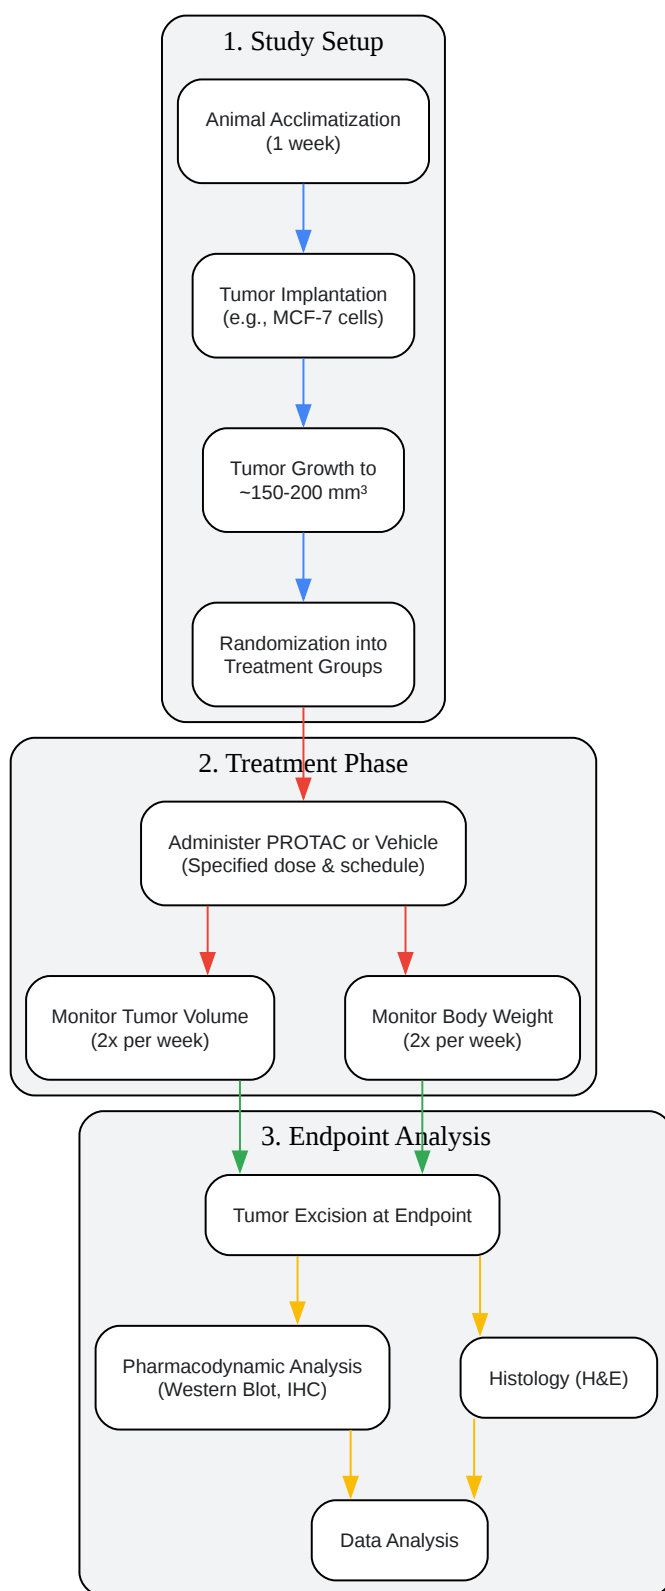 1. Study Setup
Animal Acclimatization
(1 week)
Tumor Implantation
(e.g., MCF-7 cells)
Tumor Growth to
~150-200 mm³
Randomization into
Treatment Groups
2. Treatment Phase
Administer PROTAC or Vehicle
(Specified dose & schedule)
Monitor Tumor Volume
(2x per week)
Monitor Body Weight
(2x per week)
3. Endpoint Analysis
Tumor Excision at Endpoint
Pharmacodynamic Analysis
(Western Blot, IHC)
Histology (H&E)
Data Analysis